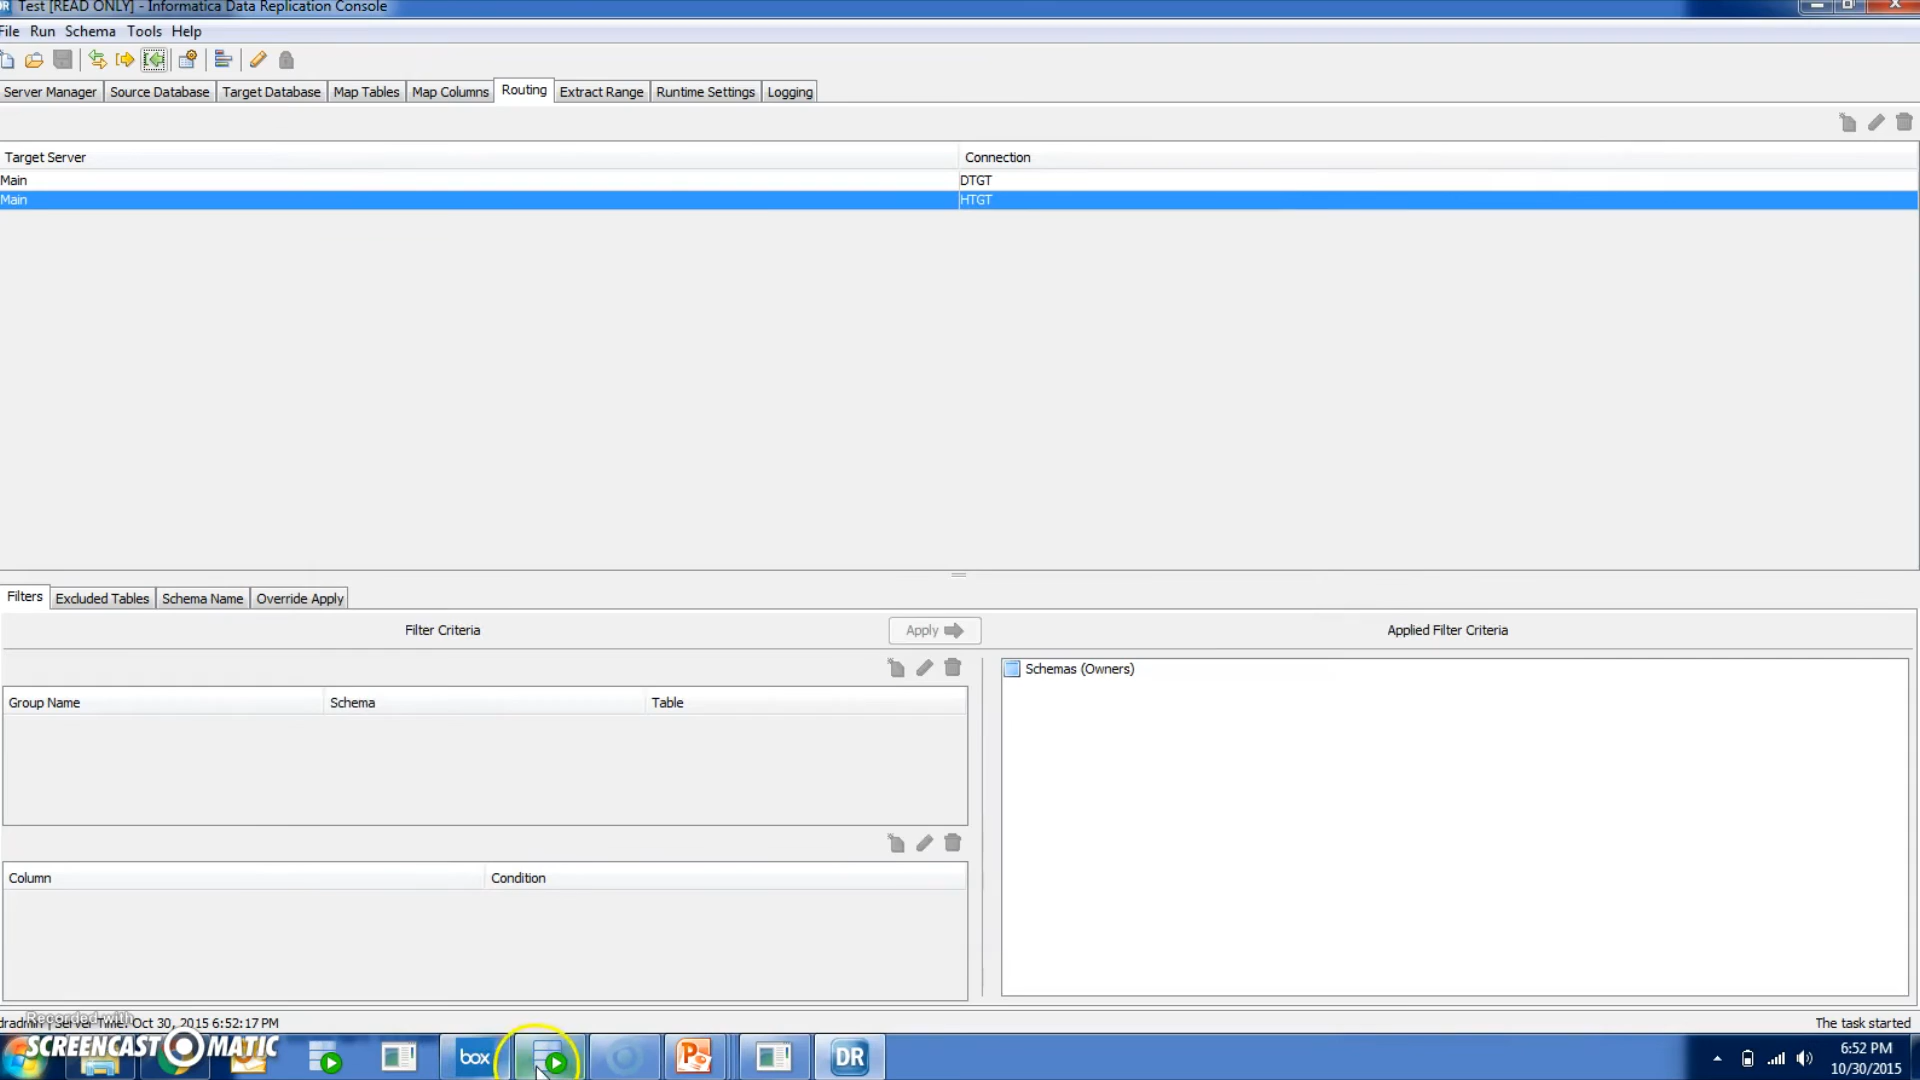 Test [READ ONLY] - Informatica Data Replication Console
File Run Schema Tools Help
Server Manager Source Database Target Database Map Tables Map Columns Routing Extract Range Runtime Settings Logging
Target Server Connection
Main DTGT
Main HTGT
Filters Excluded Tables Schema Name Override Apply
Filter Criteria Apply Applied Filter Criteria
Schemas (Owners)
Group Name Schema Table
Column Condition
Recorded with
dradmin | Server Time: Oct 30, 2015 6:52:17 PM The task started
SCREENCAST-O-MATIC
box DR
6:52 PM
10/30/2015